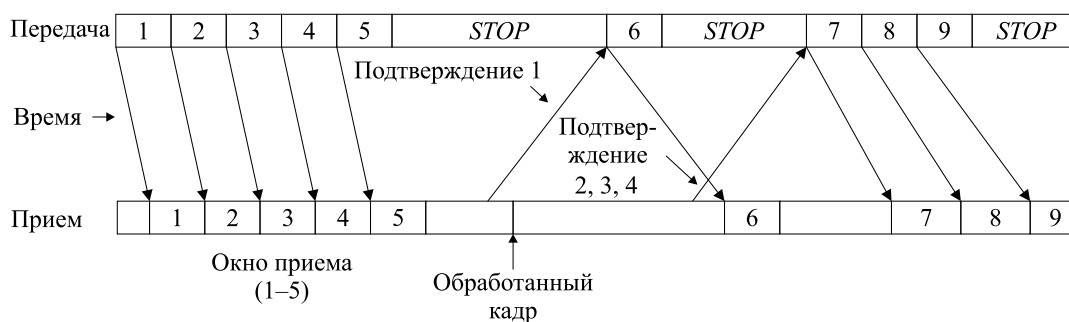 Передача 1 2 3 4 5 STOP 6 STOP 7 8 9 STOP
Подтверждение 1
Время
Подтвер-
ждение
2, 3, 4
Прием 1 2 3 4 5 6 7 8 9
Окно приема
(1–5)
Обработанный
кадр